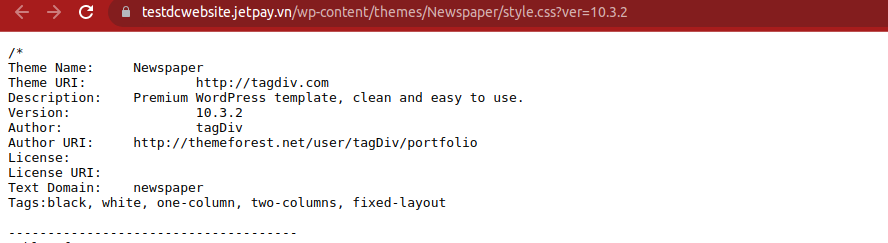 testdcwebsite.jetpay.vn/wp-content/themes/Newspaper/style.css?ver=10.3.2
/*
Theme Name: Newspaper
Theme URI: http://tagdiv.com
Description: Premium WordPress template, clean and easy to use.
Version: 10.3.2
Author: tagDiv
Author URI: http://themeforest.net/user/tagDiv/portfolio
License:
License URI:
Text Domain: newspaper
Tags:black, white, one-column, two-columns, fixed-layout
-------------------------------------